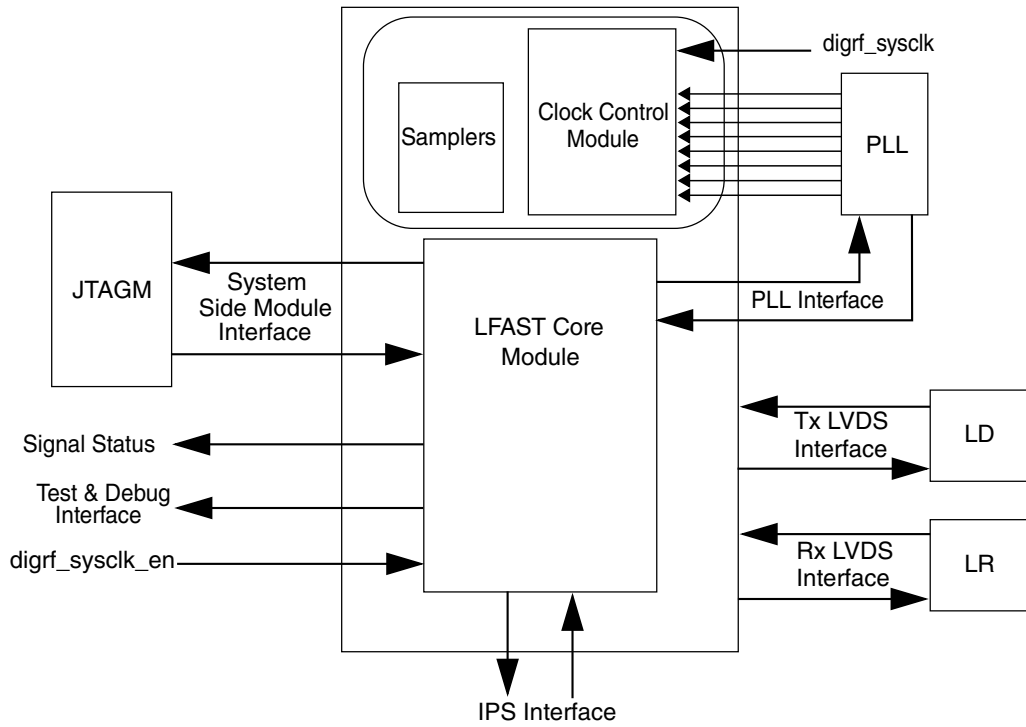 digrf_sysclk
Samplers
Clock Control
Module
PLL
JTAGM
System
Side Module
Interface
LFAST Core
Module
PLL Interface
Signal Status
Tx LVDS
Interface
LD
Test & Debug
Interface
digrf_sysclk_en
Rx LVDS
Interface
LR
IPS Interface